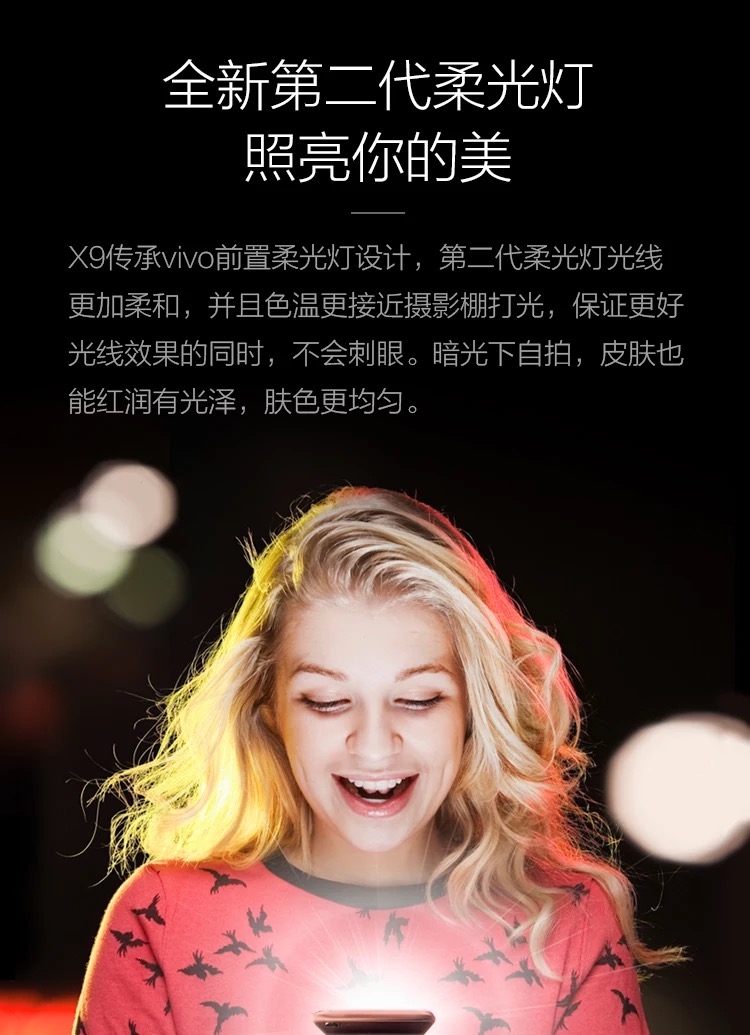 全新第二代柔光灯
照亮你的美
X9传承vivo前置柔光灯设计，第二代柔光灯光线
更加柔和，并且色温更接近摄影棚打光，保证更好
光线效果的同时，不会刺眼。暗光下自拍，皮肤也
能红润有光泽，肤色更均匀。